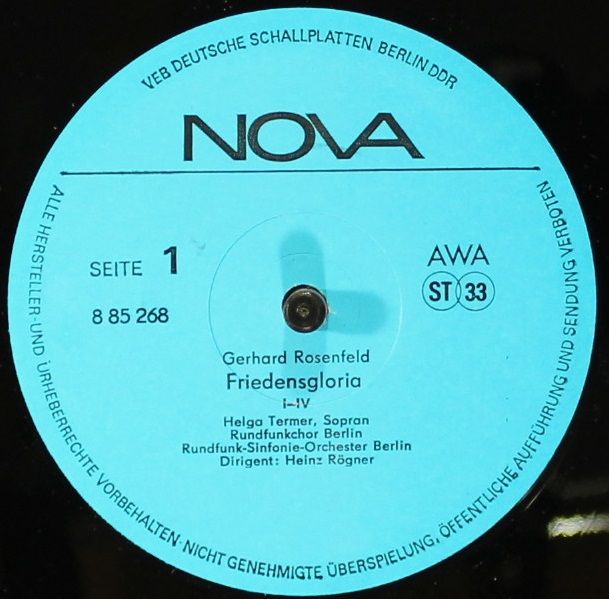 VEB DEUTSCHE SCHALLPLATTEN BERLIN DDR
NOVA
SEITE 1
8 85 268
AWA
ST 33
Gerhard Rosenfeld
Friedensgloria
I–IV
Helga Termer, Sopran
Rundfunkchor Berlin
Rundfunk-Sinfonie-Orchester Berlin
Dirigent: Heinz Rögner
ALLE HERSTELLER- UND URHEBERRECHTE VORBEHALTEN · NICHT GENEHMIGTE ÜBERSPIELUNG, ÖFFENTLICHE AUFFÜHRUNG UND SENDUNG VERBOTEN